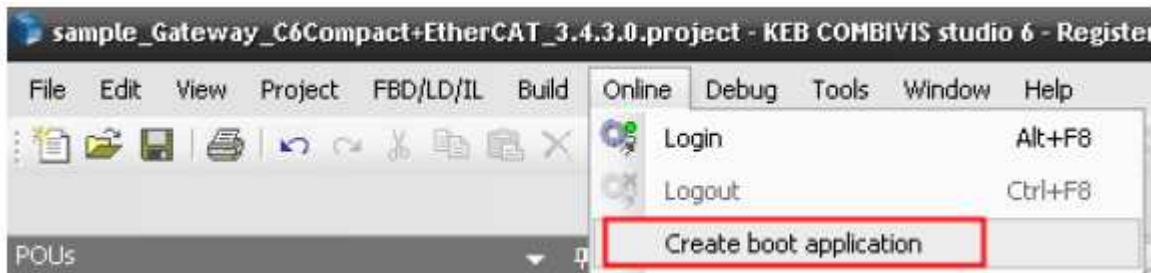 sample_Gateway_C6Compact+EtherCAT_3.4.3.0.project - KEB COMBIVIS studio 6 - Register
File Edit View Project FBD/LD/IL Build Online Debug Tools Window Help
Login Alt+F8
Logout Ctrl+F8
Create boot application
POUs